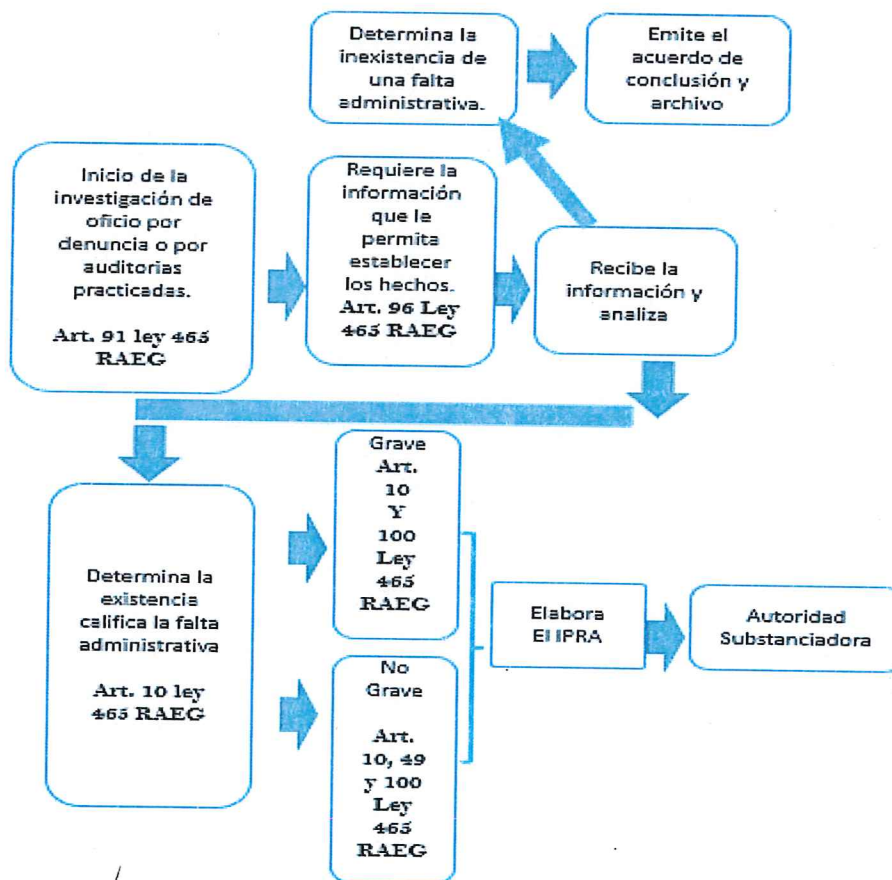 Determina la
inexistencia de
una falta
administrativa.
Emite el
acuerdo de
conclusión y
archivo
Inicio de la
investigación de
oficio por
denuncia o por
auditorias
practicadas.
Art. 91 ley 465
RAEG
Requiere la
información
que le
permita
establecer
los hechos.
Art. 96 Ley
465 RAEG
Recibe la
información y
analiza
Determina la
existencia
califica la falta
administrativa
Art. 10 ley
465 RAEG
Grave
Art.
10
Y
100
Ley
465
RAEG
No
Grave
Art.
10, 49
y 100
Ley
465
RAEG
Elabora
El IPRA
Autoridad
Substanciadora